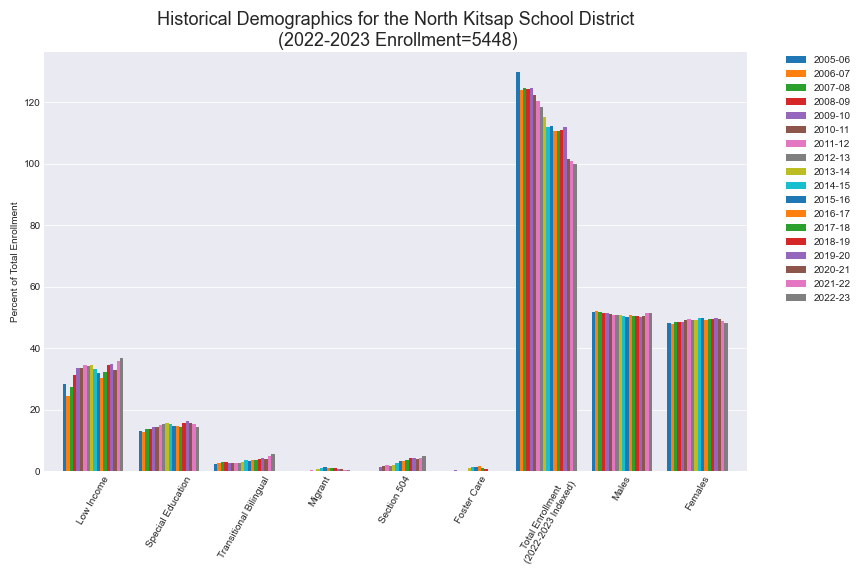 Historical Demographics for the North Kitsap School District
(2022-2023 Enrollment=5448)
Percent of Total Enrollment
120
100
80
60
40
20
0
Low Income
Special Education
Transitional Bilingual
Migrant
Section 504
Foster Care
Total Enrollment
(2022-2023 Indexed)
Males
Females
2005-06
2006-07
2007-08
2008-09
2009-10
2010-11
2011-12
2012-13
2013-14
2014-15
2015-16
2016-17
2017-18
2018-19
2019-20
2020-21
2021-22
2022-23